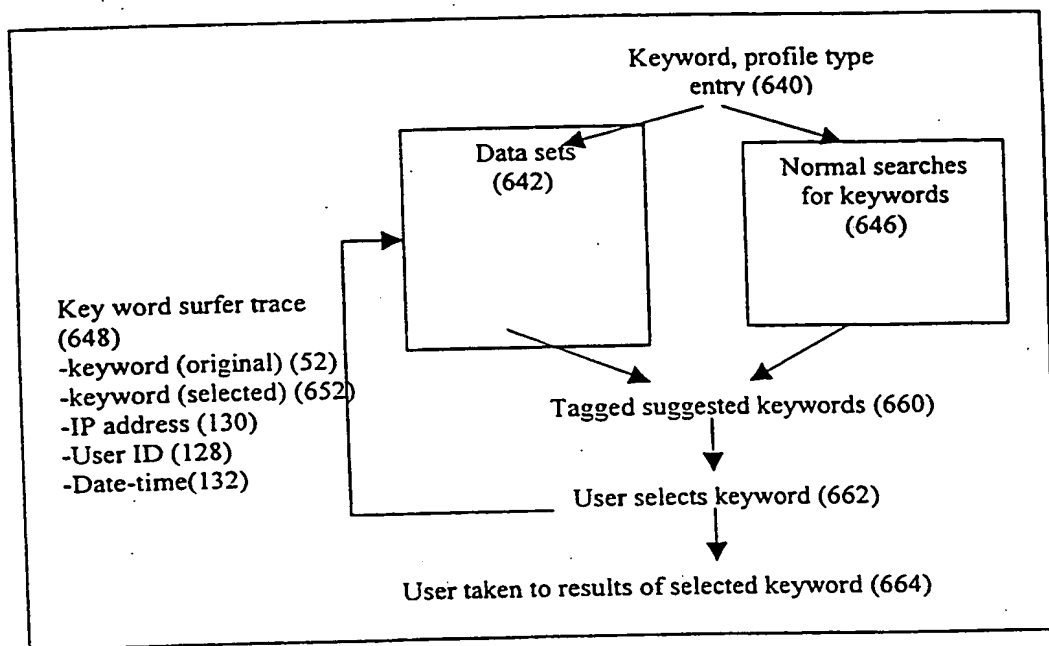 Keyword, profile type
entry (640)
Data sets
(642)
Normal searches
for keywords
(646)
Key word surfer trace
(648)
-keyword (original) (52)
-keyword (selected) (652)
-IP address (130)
-User ID (128)
-Date-time(132)
Tagged suggested keywords (660)
User selects keyword (662)
User taken to results of selected keyword (664)